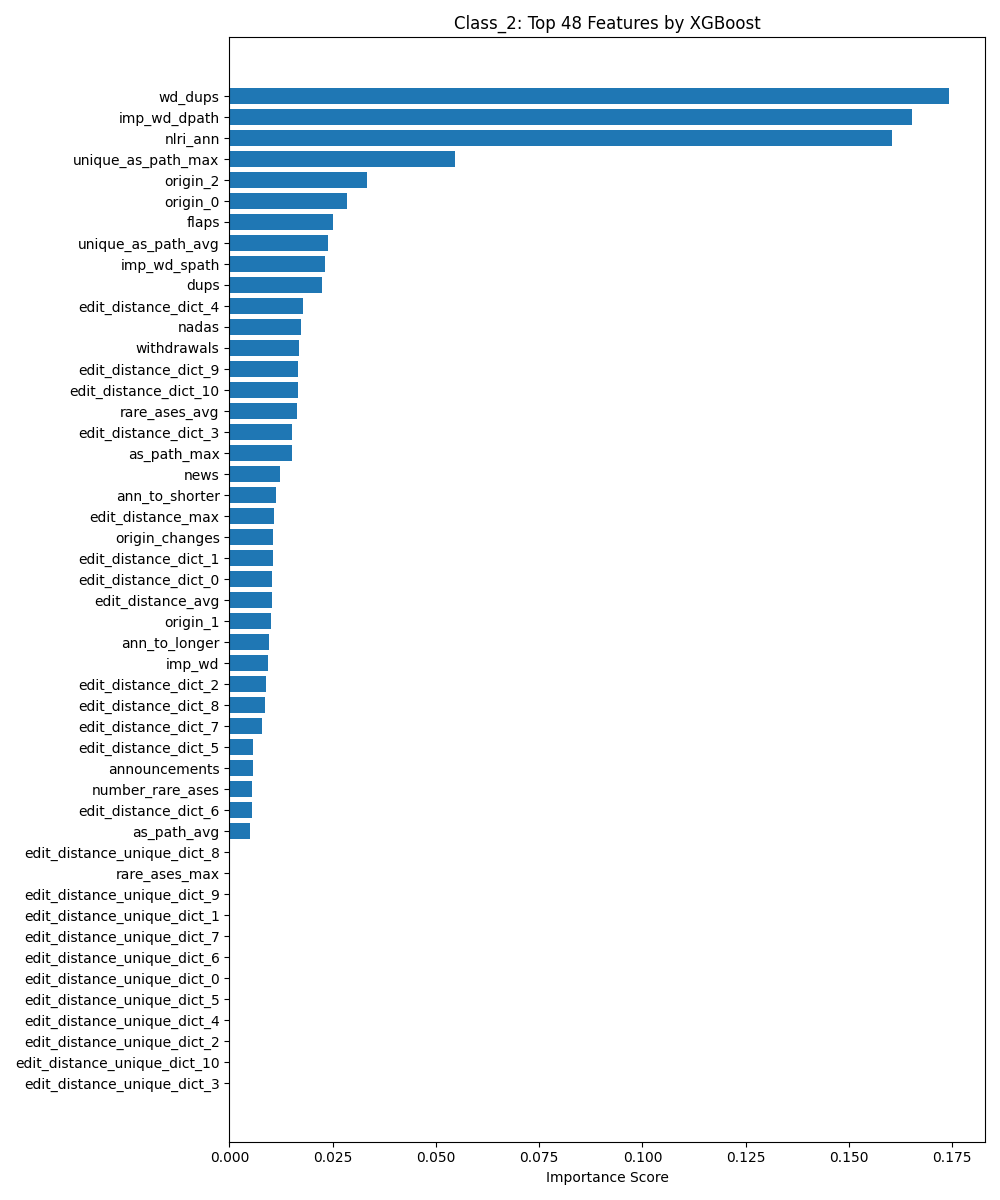 Class_2: Top 48 Features by XGBoost
wd_dups
imp_wd_dpath
nlri_ann
unique_as_path_max
origin_2
origin_0
flaps
unique_as_path_avg
imp_wd_spath
dups
edit_distance_dict_4
nadas
withdrawals
edit_distance_dict_9
edit_distance_dict_10
rare_ases_avg
edit_distance_dict_3
as_path_max
news
ann_to_shorter
edit_distance_max
origin_changes
edit_distance_dict_1
edit_distance_dict_0
edit_distance_avg
origin_1
ann_to_longer
imp_wd
edit_distance_dict_2
edit_distance_dict_8
edit_distance_dict_7
edit_distance_dict_5
announcements
number_rare_ases
edit_distance_dict_6
as_path_avg
edit_distance_unique_dict_8
rare_ases_max
edit_distance_unique_dict_9
edit_distance_unique_dict_1
edit_distance_unique_dict_7
edit_distance_unique_dict_6
edit_distance_unique_dict_0
edit_distance_unique_dict_5
edit_distance_unique_dict_4
edit_distance_unique_dict_2
edit_distance_unique_dict_10
edit_distance_unique_dict_3
0.000 0.025 0.050 0.075 0.100 0.125 0.150 0.175
Importance Score